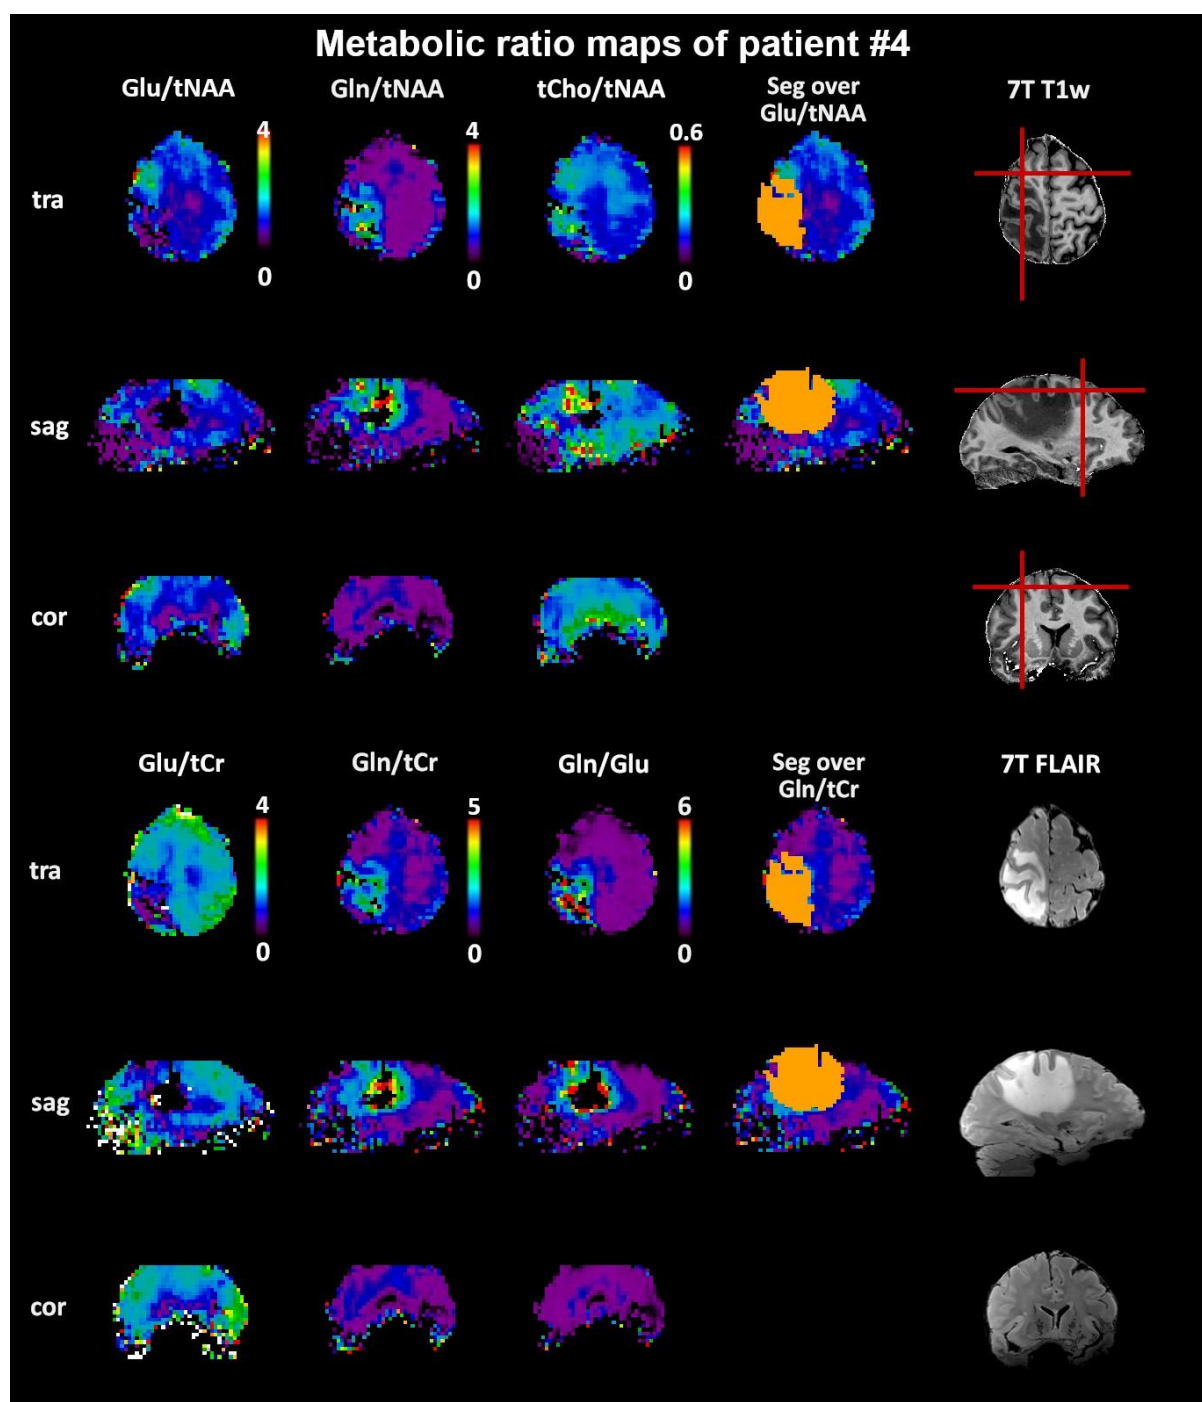 Metabolic ratio maps of patient #4
Glu/tNAA Gln/tNAA tCho/tNAA Seg over 7T T1w
Glu/tNAA
4 4 0.6
tra
0 0 0
sag
cor
Glu/tCr Gln/tCr Gln/Glu Seg over 7T FLAIR
Gln/tCr
4 5 6
tra
0 0 0
sag
cor